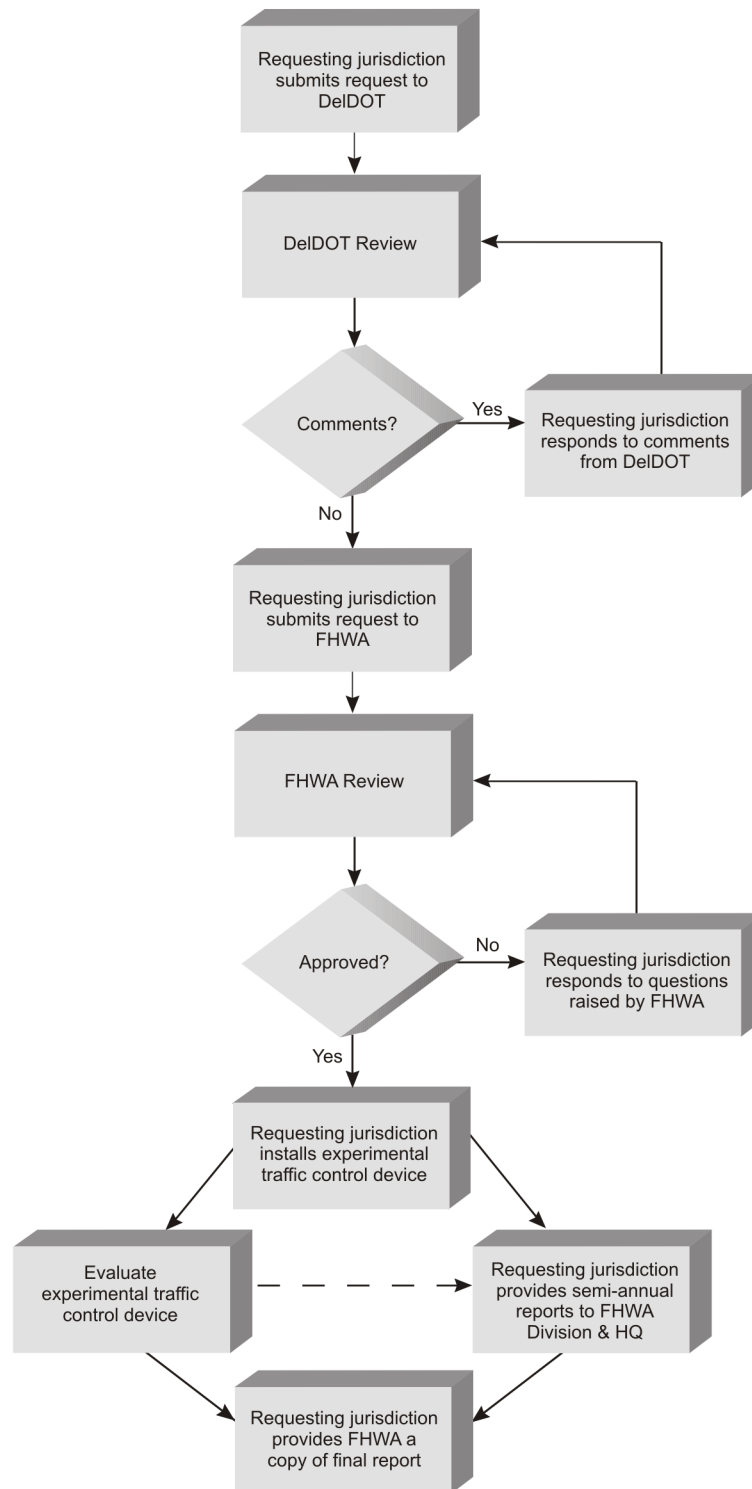 Requesting jurisdiction
submits request to
DelDOT
DelDOT Review
Comments?
Yes
Requesting jurisdiction
responds to comments
from DelDOT
No
Requesting jurisdiction
submits request to
FHWA
FHWA Review
Approved?
No
Requesting jurisdiction
responds to questions
raised by FHWA
Yes
Requesting jurisdiction
installs experimental
traffic control device
Evaluate
experimental traffic
control device
Requesting jurisdiction
provides semi-annual
reports to FHWA
Division & HQ
Requesting jurisdiction
provides FHWA a
copy of final report